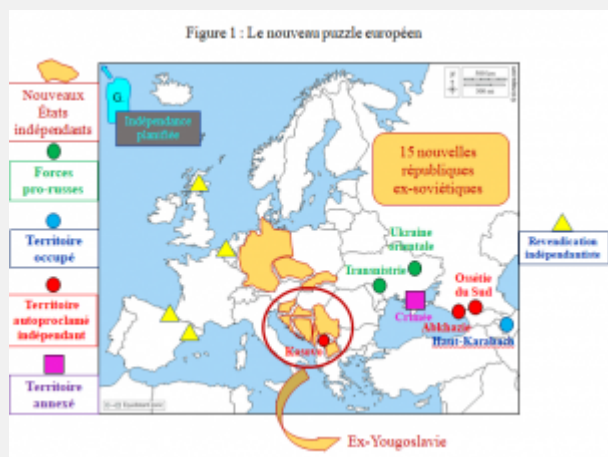 Figure 1 : Le nouveau puzzle européen
Nouveaux
États
indépendants
Forces
pro-russes
Territoire
occupé
Territoire
autoproclamé
indépendant
Territoire
annexé
G.
Indépendance
planifiée
15 nouvelles
républiques
ex-soviétiques
Ukraine
orientale
Transnistrie
Crimée
Ossétie
du Sud
Abkhazie
Haut-Karabach
Kosovo
Revendication
indépendantiste
Ex-Yougoslavie